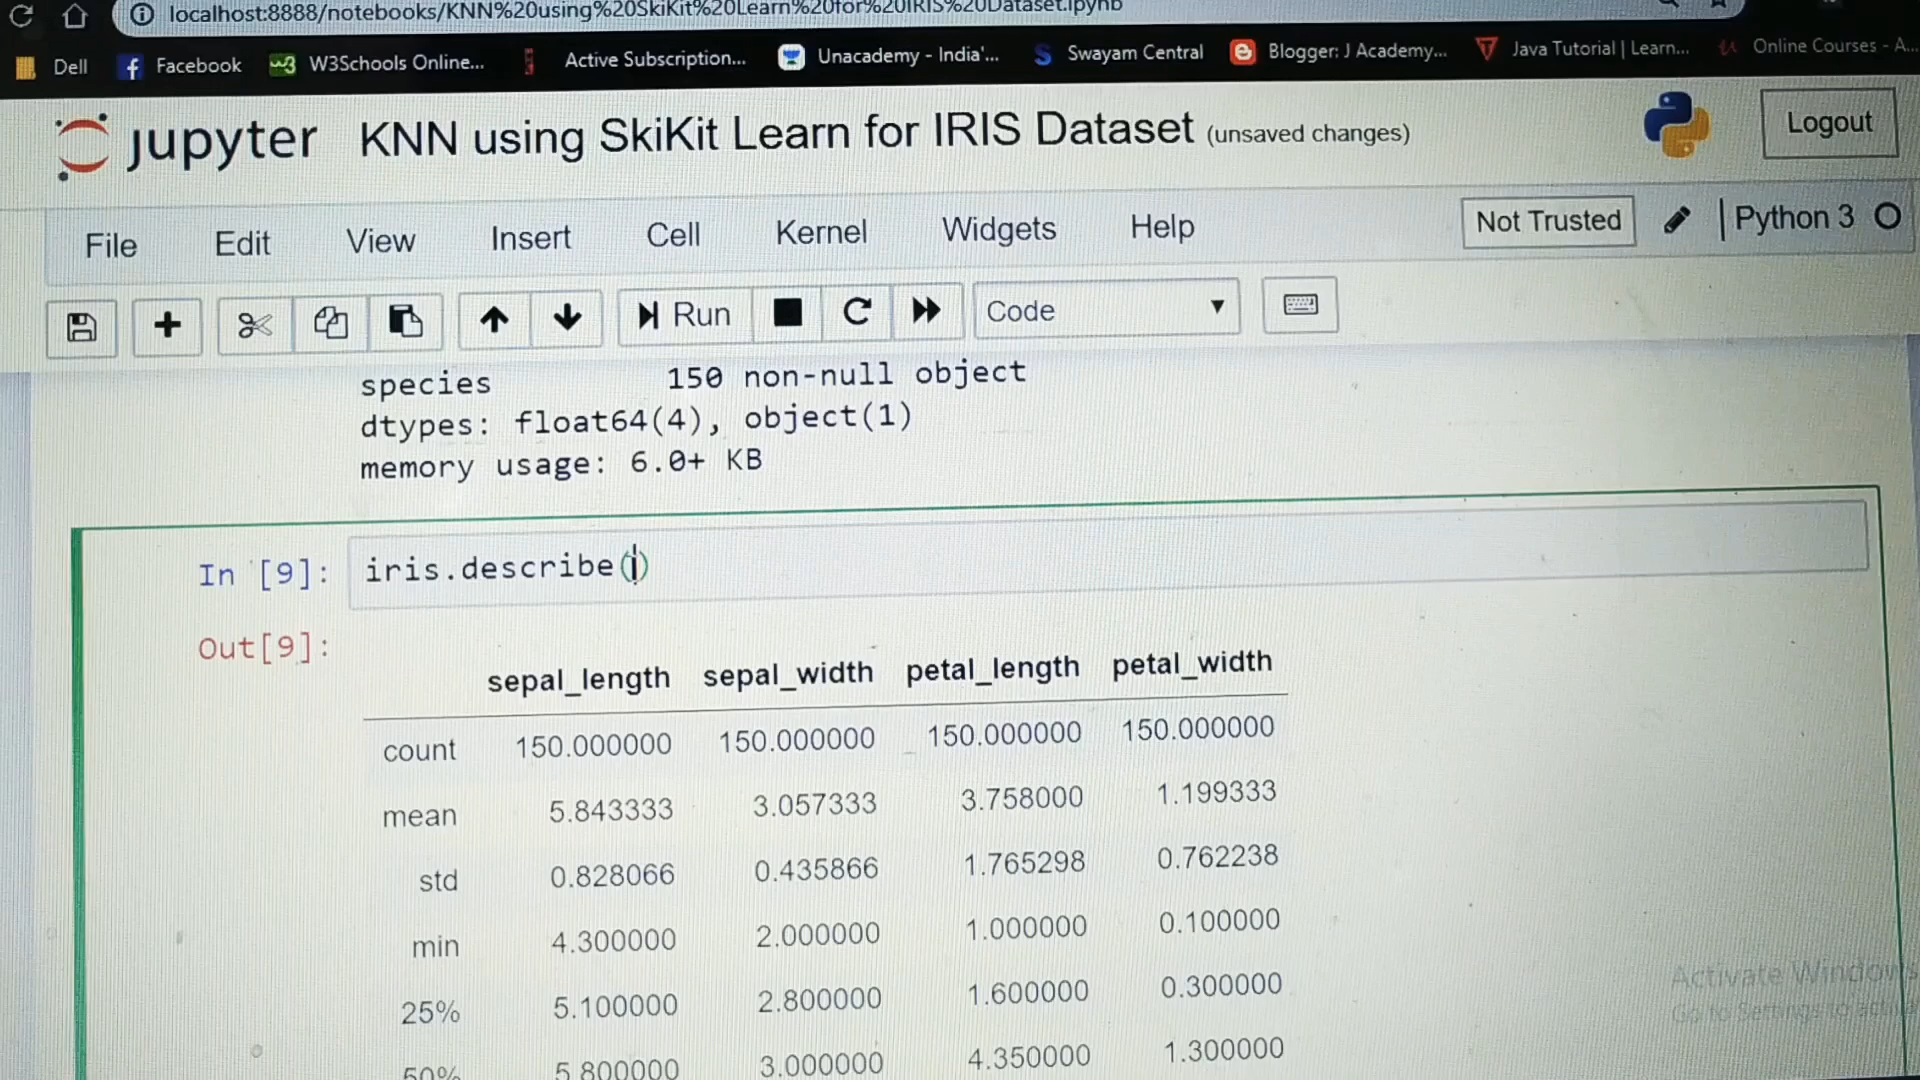 localhost:8888/notebooks/KNN%20using%20SkiKit%20Learn%20for%20IRIS%20Dataset.ipynb
Dell Facebook W3Schools Online... Active Subscription... Unacademy - India'... Swayam Central Blogger: J Academy... Java Tutorial | Learn... Online Courses - A...
jupyter KNN using SkiKit Learn for IRIS Dataset (unsaved changes) Logout
File Edit View Insert Cell Kernel Widgets Help Not Trusted Python 3
Run Code
species 150 non-null object
dtypes: float64(4), object(1)
memory usage: 6.0+ KB
In [9]: iris.describe()
Out[9]:
sepal_length sepal_width petal_length petal_width
count 150.000000 150.000000 150.000000 150.000000
mean 5.843333 3.057333 3.758000 1.199333
std 0.828066 0.435866 1.765298 0.762238
min 4.300000 2.000000 1.000000 0.100000
25% 5.100000 2.800000 1.600000 0.300000
50% 5.800000 3.000000 4.350000 1.300000
Activate Windows
Go to Settings to activa